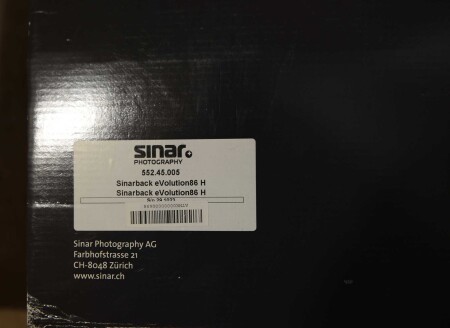 sinar
PHOTOGRAPHY
552.45.005
Sinarback eVolution86 H
Sinarback eVolution86 H
Sinar Photography AG
Farbhofstrasse 21
CH-8048 Zürich
www.sinar.ch